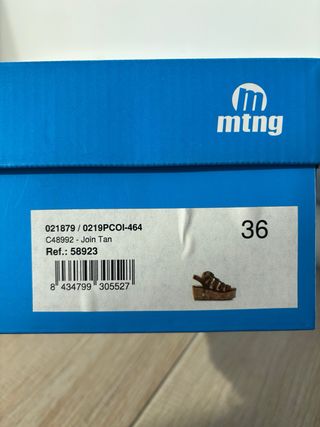 m
mtng
021879 / 0219PCOI-464
C48992 - Join Tan
Ref.: 58923
36
8 434799 305527